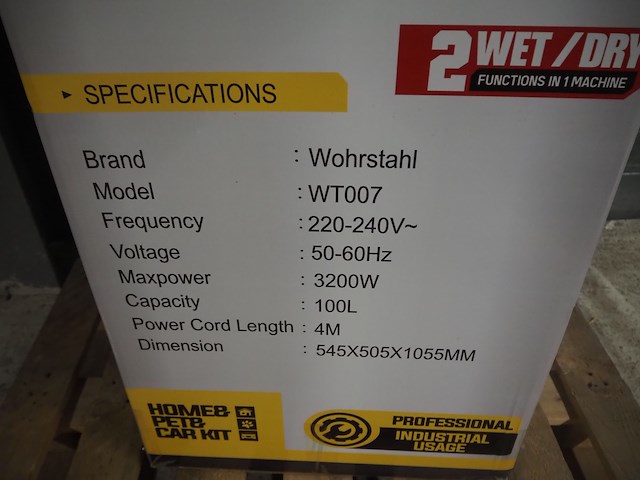 2 WET/DRY
FUNCTIONS IN 1 MACHINE
SPECIFICATIONS
Brand : Wohrstahl
Model : WT007
Frequency : 220-240V~
Voltage : 50-60Hz
Maxpower : 3200W
Capacity : 100L
Power Cord Length : 4M
Dimension : 545X505X1055MM
HOME&
PET&
CAR KIT
PROFESSIONAL
INDUSTRIAL
USAGE